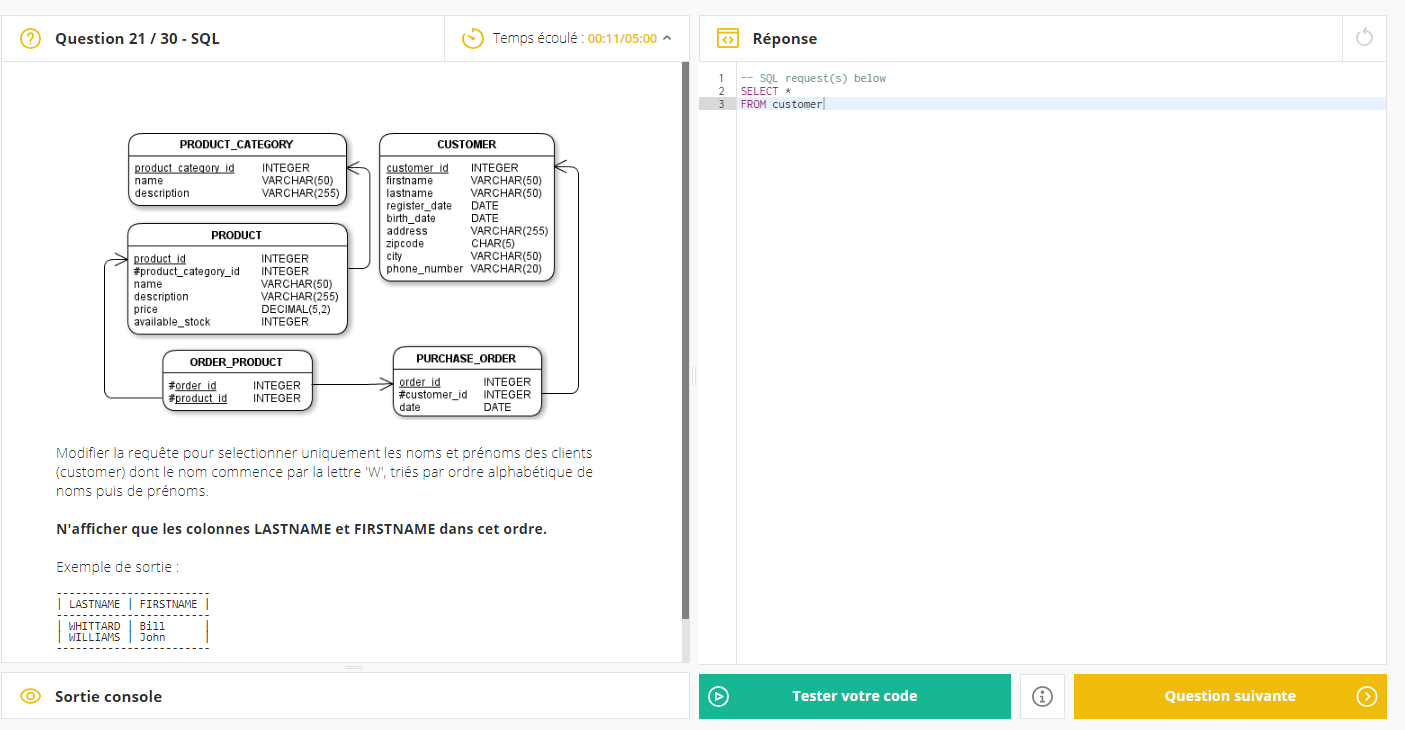 Question 21 / 30 - SQL
Temps écoulé : 00:11/05:00
PRODUCT_CATEGORY
product_category_id INTEGER
name VARCHAR(50)
description VARCHAR(255)
CUSTOMER
customer_id INTEGER
firstname VARCHAR(50)
lastname VARCHAR(50)
register_date DATE
birth_date DATE
address VARCHAR(255)
zipcode CHAR(5)
city VARCHAR(50)
phone_number VARCHAR(20)
PRODUCT
product_id INTEGER
#product_category_id INTEGER
name VARCHAR(50)
description VARCHAR(255)
price DECIMAL(5,2)
available_stock INTEGER
ORDER_PRODUCT
#order_id INTEGER
#product_id INTEGER
PURCHASE_ORDER
order_id INTEGER
#customer_id INTEGER
date DATE
Modifier la requête pour selectionner uniquement les noms et prénoms des clients
(customer) dont le nom commence par la lettre 'W', triés par ordre alphabétique de
noms puis de prénoms.
N'afficher que les colonnes LASTNAME et FIRSTNAME dans cet ordre.
Exemple de sortie :
------------------------
| LASTNAME | FIRSTNAME |
------------------------
| WHITTARD | Bill      |
| WILLIAMS | John      |
------------------------
Sortie console
Réponse
1 -- SQL request(s) below
2 SELECT *
3 FROM customer
Tester votre code
Question suivante